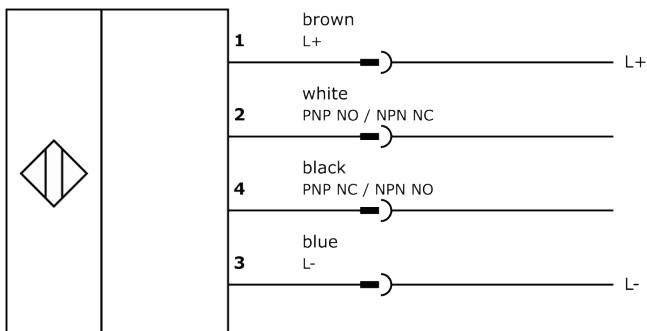 brown
1 L+ L+
white
2 PNP NO / NPN NC
black
4 PNP NC / NPN NO
blue
3 L- L-